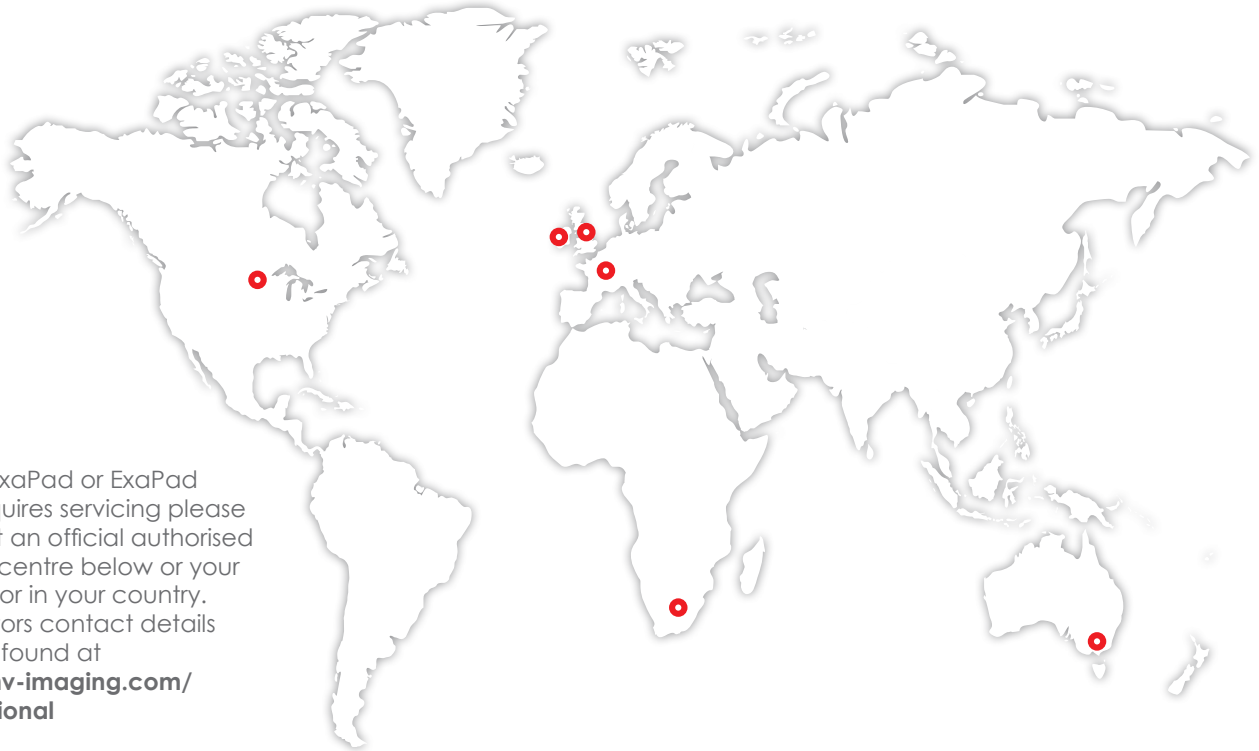 xaPad or ExaPad
quires servicing please
t an official authorised
centre below or your
or in your country.
ors contact details
found at
v-imaging.com/
ional